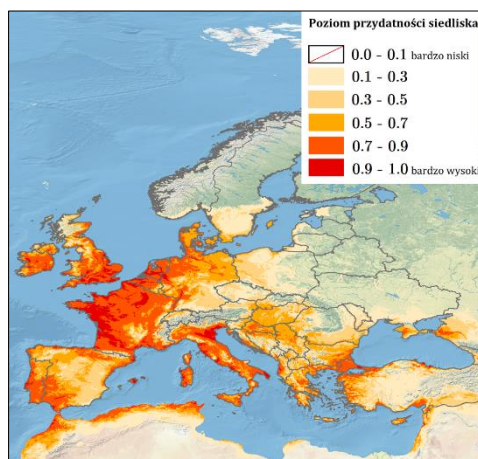 Poziom przydatności siedliska
0.0 - 0.1 bardzo niski
0.1 - 0.3
0.3 - 0.5
0.5 - 0.7
0.7 - 0.9
0.9 - 1.0 bardzo wysoki